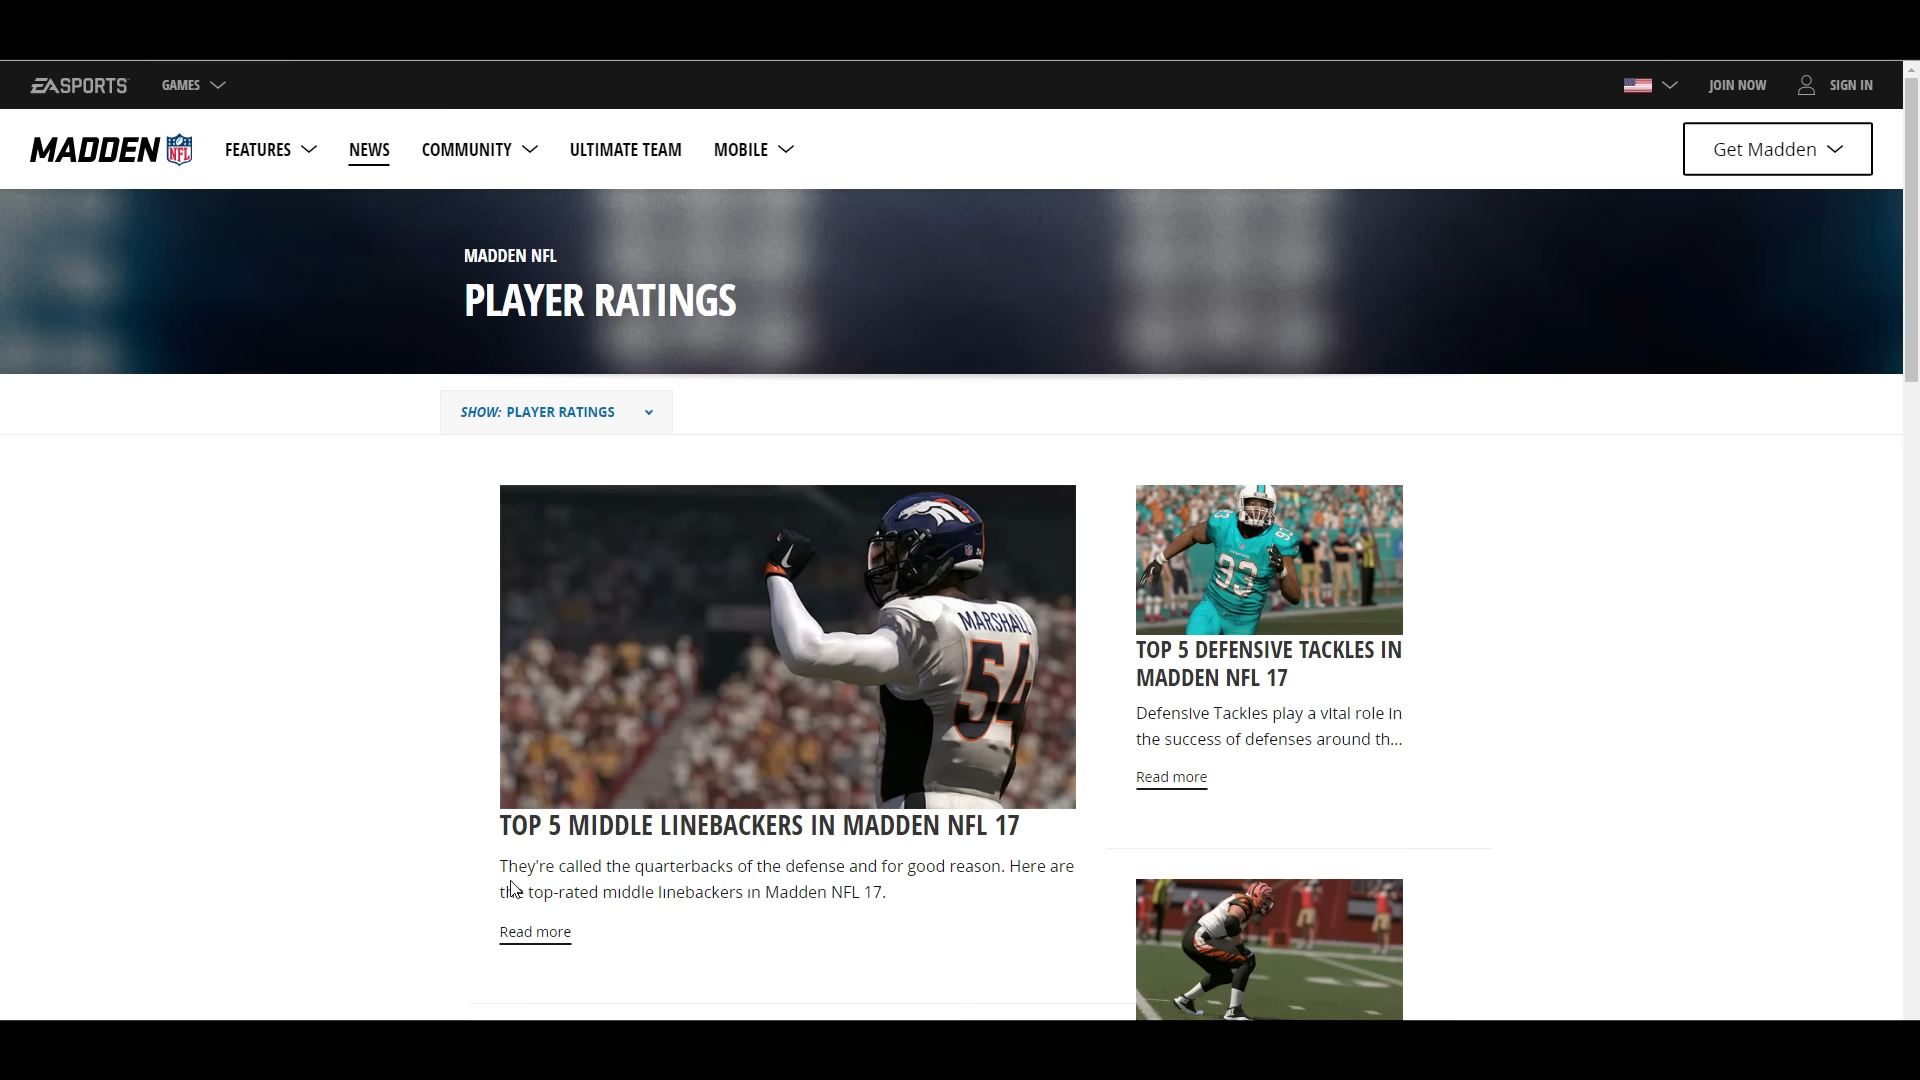 EA SPORTS GAMES JOIN NOW SIGN IN
MADDEN NFL FEATURES NEWS COMMUNITY ULTIMATE TEAM MOBILE Get Madden
MADDEN NFL
PLAYER RATINGS
SHOW: PLAYER RATINGS
MARSHALL
54
TOP 5 MIDDLE LINEBACKERS IN MADDEN NFL 17
They're called the quarterbacks of the defense and for good reason. Here are
the top-rated middle linebackers in Madden NFL 17.
Read more
93
93
TOP 5 DEFENSIVE TACKLES IN
MADDEN NFL 17
Defensive Tackles play a vital role in
the success of defenses around th...
Read more